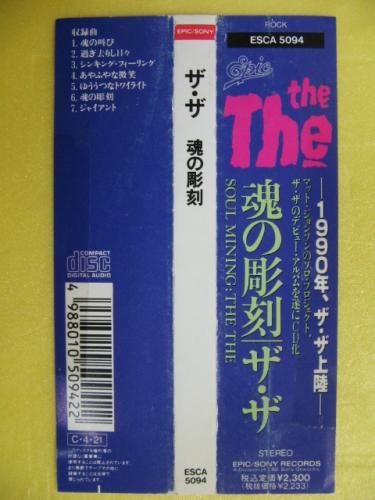 収録曲
1. 魂の叫び
2. 過ぎ去りし日々
3. シンキング・フィーリング
4. あやふやな微笑
5. ゆううつなトワイライト
6. 魂の彫刻
7. ジャイアント
COMPACT
disc
DIGITAL AUDIO
4988010509422
C·4·21
EPIC/SONY
ザ・ザ
魂の彫刻
ESCA
5094
ROCK
ESCA 5094
Epic
the
The
―1990年、ザ・ザ上陸―
マット・ジョンソンのソロ・プロジェクト、
ザ・ザのデビュー・アルバムを遂にCD化
魂の彫刻/ザ・ザ
SOUL MINING: THE THE
STEREO
EPIC/SONY RECORDS
税込定価¥2,300
(税抜価格¥2,233)